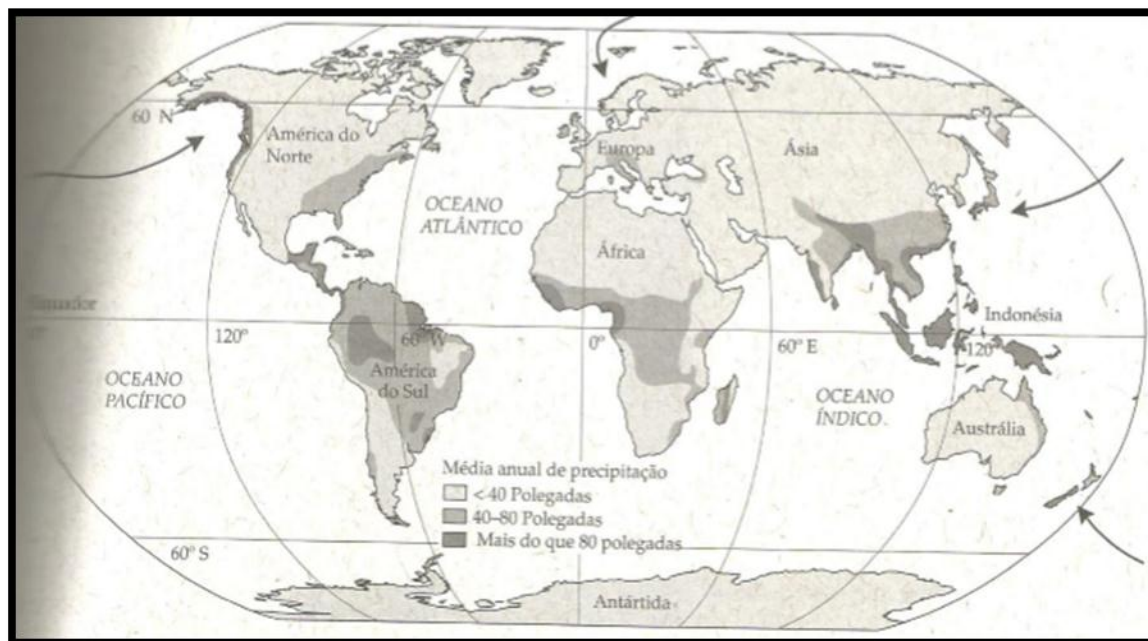 60 N
América do
Norte
Europa
Ásia
OCEANO
ATLÂNTICO
África
Equador
0°
120°
60° W
0°
60° E
120°
Indonésia
OCEANO
PACÍFICO
América
do Sul
OCEANO
ÍNDICO
Austrália
Média anual de precipitação
< 40 Polegadas
40–80 Polegadas
Mais do que 80 polegadas
60° S
Antártida